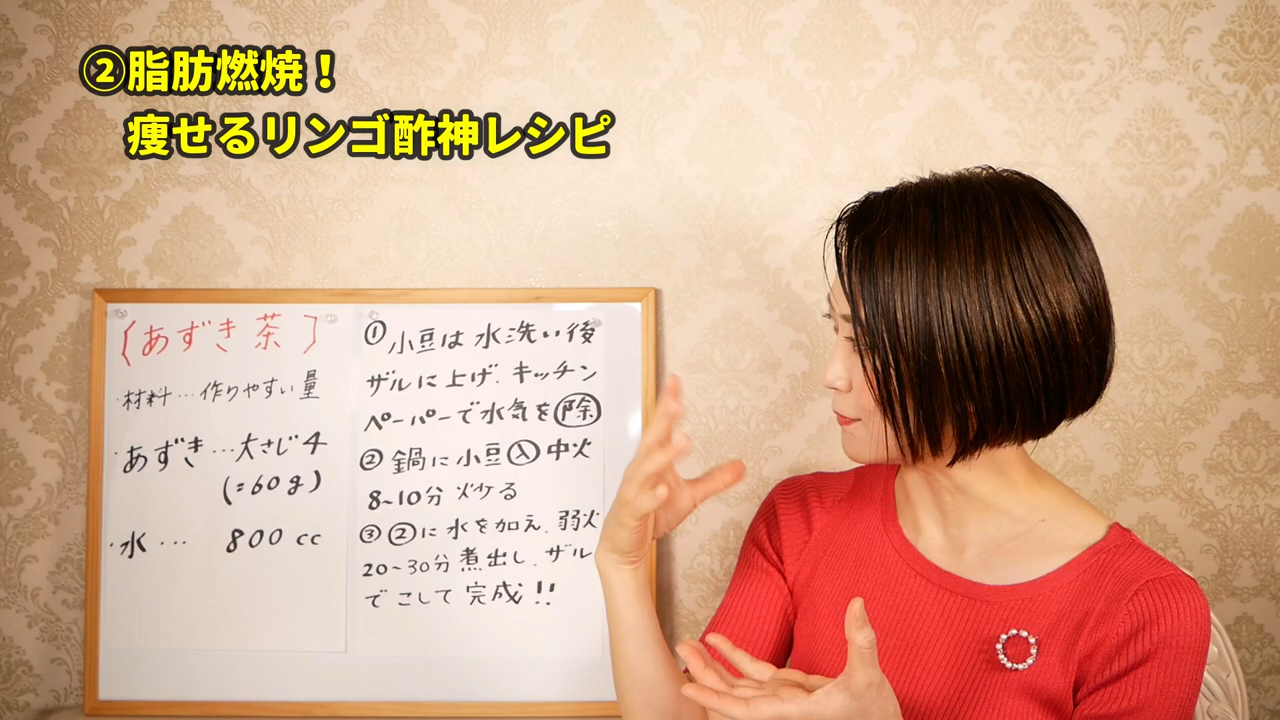 ②脂肪燃焼！
痩せるリンゴ酢神レシピ
〔あずき茶〕
・材料…作りやすい量
・あずき…大さじ4
(=60g)
・水… 800cc
①小豆は水洗い後
ザルに上げ、キッチン
ペーパーで水気を除
②鍋に小豆入中火
8~10分炒る
③②に水を加え、弱火
20~30分煮出し、ザル
でこして完成!!